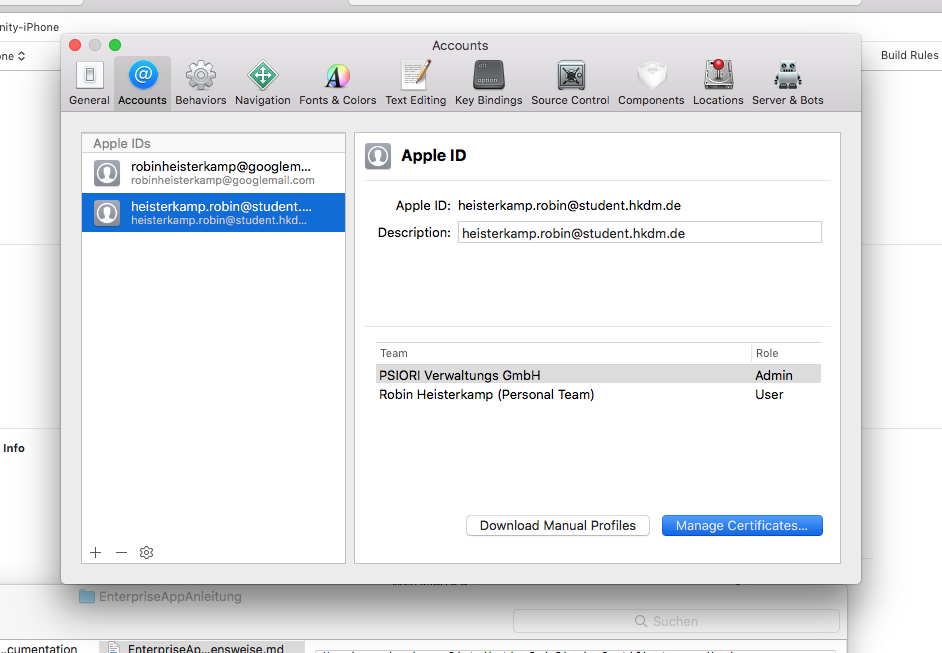 nity-iPhone
ne
Build Rules
Accounts
General
Accounts
Behaviors
Navigation
Fonts & Colors
Text Editing
Key Bindings
Source Control
Components
Locations
Server & Bots
alt
option
Apple IDs
robinheisterkamp@googlem...
robinheisterkamp@googlemail.com
heisterkamp.robin@student....
heisterkamp.robin@student.hkd...
Apple ID
Apple ID: heisterkamp.robin@student.hkdm.de
Description: heisterkamp.robin@student.hkdm.de
Team Role
PSIORI Verwaltungs GmbH Admin
Robin Heisterkamp (Personal Team) User
Download Manual Profiles
Manage Certificates...
Info
EnterpriseAppAnleitung
Suchen
...cumentation
EnterpriseAp...ensweise.md